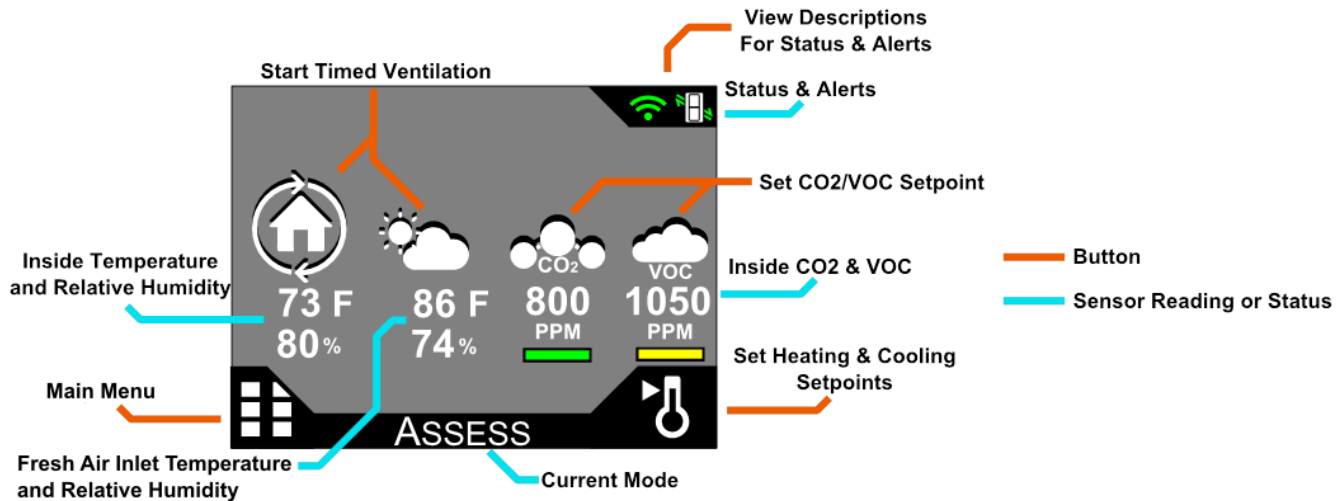 View Descriptions
For Status & Alerts
Start Timed Ventilation
Status & Alerts
Set CO2/VOC Setpoint
Inside Temperature
and Relative Humidity
CO2
VOC
Inside CO2 & VOC
Button
73 F
86 F
800
1050
Sensor Reading or Status
80%
74%
PPM
PPM
Set Heating & Cooling
Setpoints
Main Menu
ASSESS
Fresh Air Inlet Temperature
and Relative Humidity
Current Mode